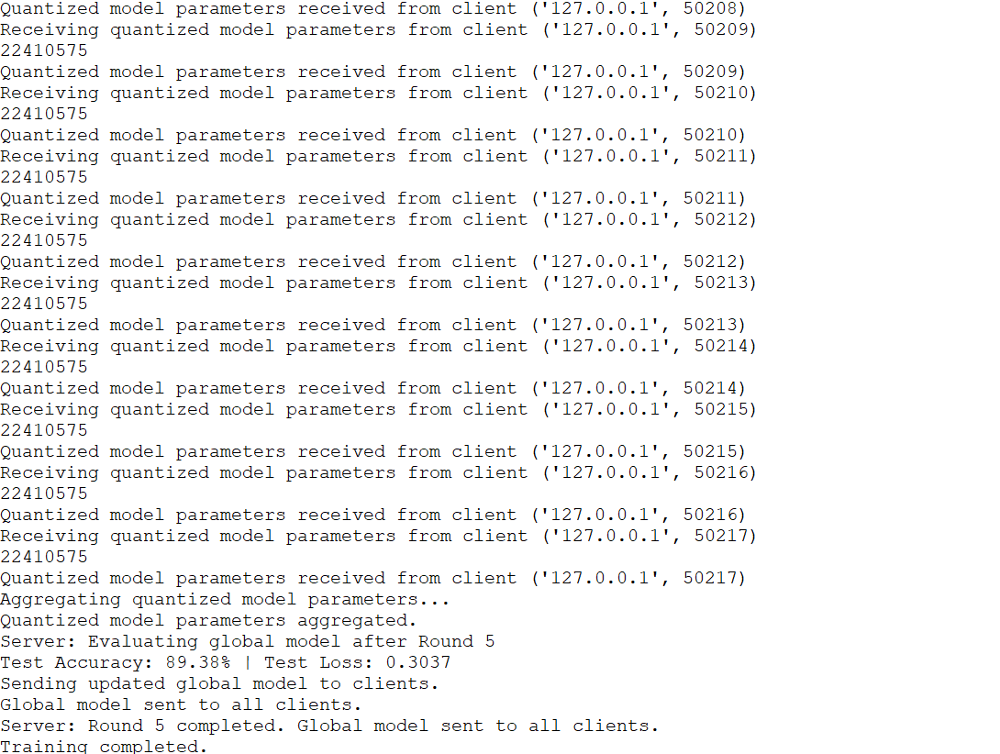 Quantized model parameters received from client ('127.0.0.1', 50208)
Receiving quantized model parameters from client ('127.0.0.1', 50209)
22410575
Quantized model parameters received from client ('127.0.0.1', 50209)
Receiving quantized model parameters from client ('127.0.0.1', 50210)
22410575
Quantized model parameters received from client ('127.0.0.1', 50210)
Receiving quantized model parameters from client ('127.0.0.1', 50211)
22410575
Quantized model parameters received from client ('127.0.0.1', 50211)
Receiving quantized model parameters from client ('127.0.0.1', 50212)
22410575
Quantized model parameters received from client ('127.0.0.1', 50212)
Receiving quantized model parameters from client ('127.0.0.1', 50213)
22410575
Quantized model parameters received from client ('127.0.0.1', 50213)
Receiving quantized model parameters from client ('127.0.0.1', 50214)
22410575
Quantized model parameters received from client ('127.0.0.1', 50214)
Receiving quantized model parameters from client ('127.0.0.1', 50215)
22410575
Quantized model parameters received from client ('127.0.0.1', 50215)
Receiving quantized model parameters from client ('127.0.0.1', 50216)
22410575
Quantized model parameters received from client ('127.0.0.1', 50216)
Receiving quantized model parameters from client ('127.0.0.1', 50217)
22410575
Quantized model parameters received from client ('127.0.0.1', 50217)
Aggregating quantized model parameters...
Quantized model parameters aggregated.
Server: Evaluating global model after Round 5
Test Accuracy: 89.38% | Test Loss: 0.3037
Sending updated global model to clients.
Global model sent to all clients.
Server: Round 5 completed. Global model sent to all clients.
Training completed.